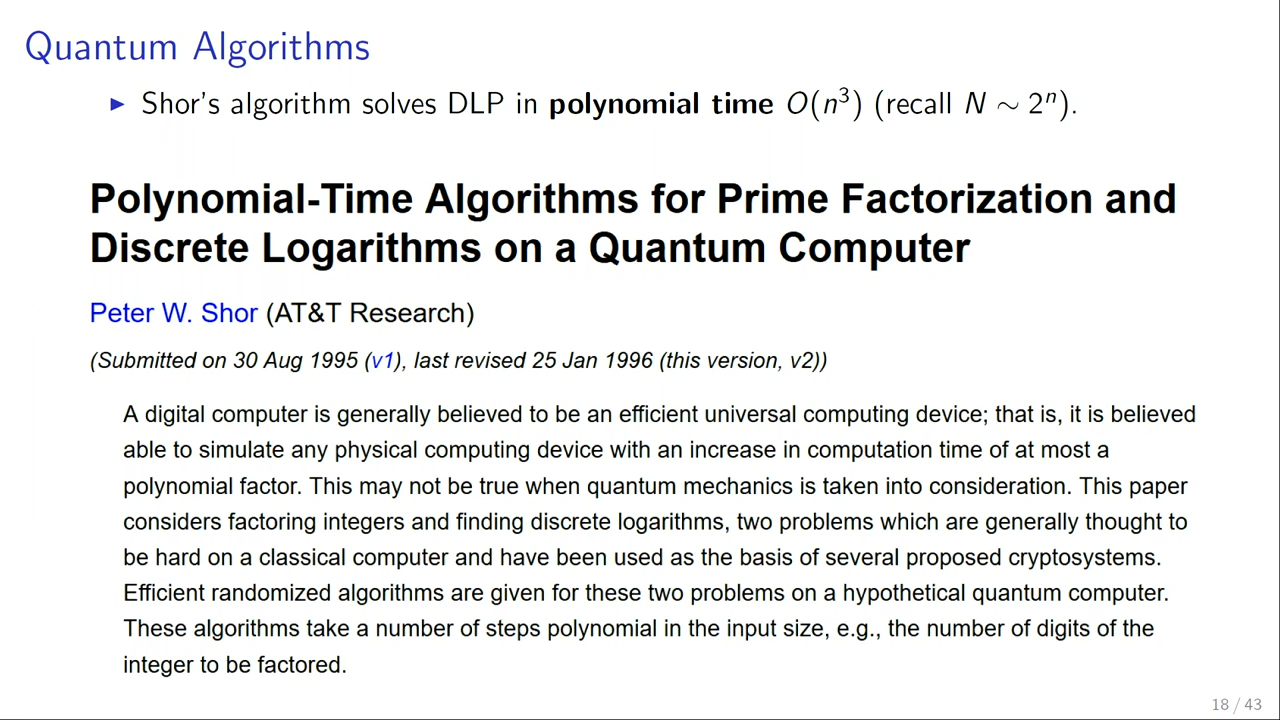 Quantum Algorithms
▶ Shor's algorithm solves DLP in polynomial time O(n³) (recall N ∼ 2ⁿ).
Polynomial-Time Algorithms for Prime Factorization and
Discrete Logarithms on a Quantum Computer
Peter W. Shor (AT&T Research)
(Submitted on 30 Aug 1995 (v1), last revised 25 Jan 1996 (this version, v2))
A digital computer is generally believed to be an efficient universal computing device; that is, it is believed
able to simulate any physical computing device with an increase in computation time of at most a
polynomial factor. This may not be true when quantum mechanics is taken into consideration. This paper
considers factoring integers and finding discrete logarithms, two problems which are generally thought to
be hard on a classical computer and have been used as the basis of several proposed cryptosystems.
Efficient randomized algorithms are given for these two problems on a hypothetical quantum computer.
These algorithms take a number of steps polynomial in the input size, e.g., the number of digits of the
integer to be factored.
18 / 43